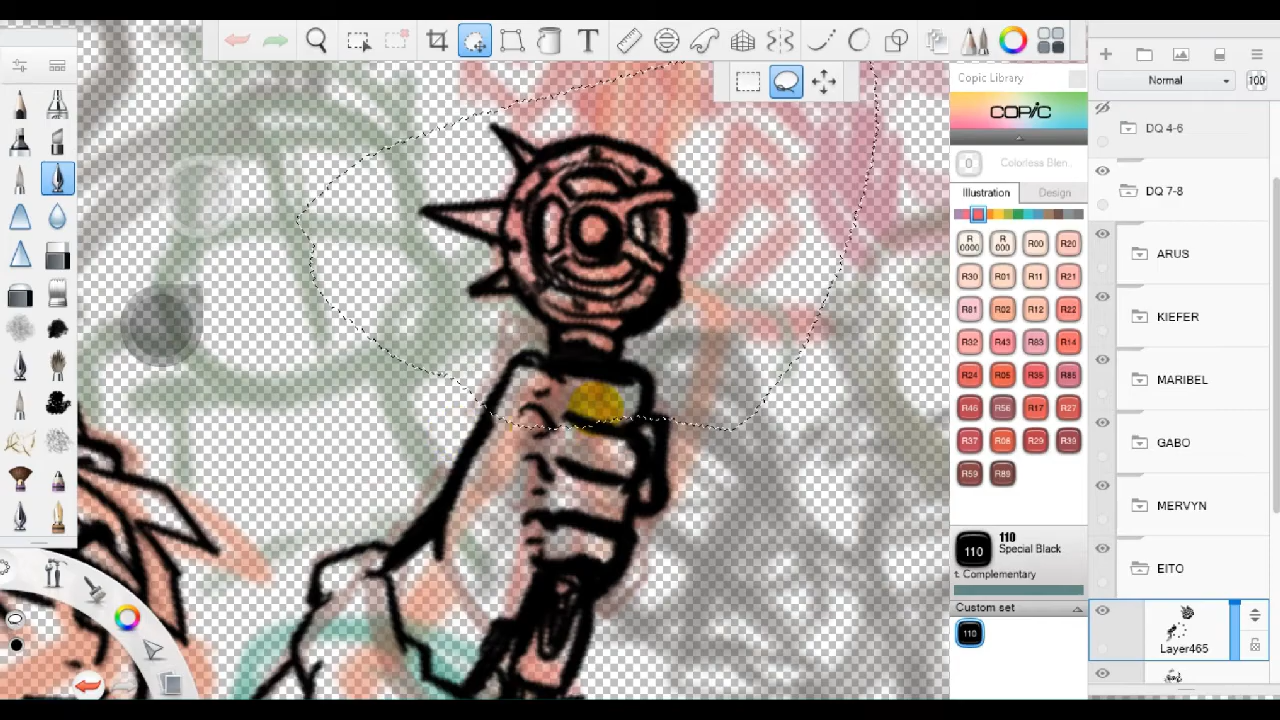 Normal
100
Copic Library
COPIC
DQ 4-6
0
Colorless Blen.
DQ 7-8
Illustration
Design
R 0000
R 000
R00
R20
ARUS
R30
R01
R11
R21
R81
R02
R12
R22
KIEFER
R32
R43
R83
R14
R24
R05
R35
R85
MARIBEL
R46
R56
R17
R27
R37
R08
R29
R39
GABO
R59
R89
MERVYN
110
110
Special Black
EITO
t. Complementary
Custom set
110
Layer465